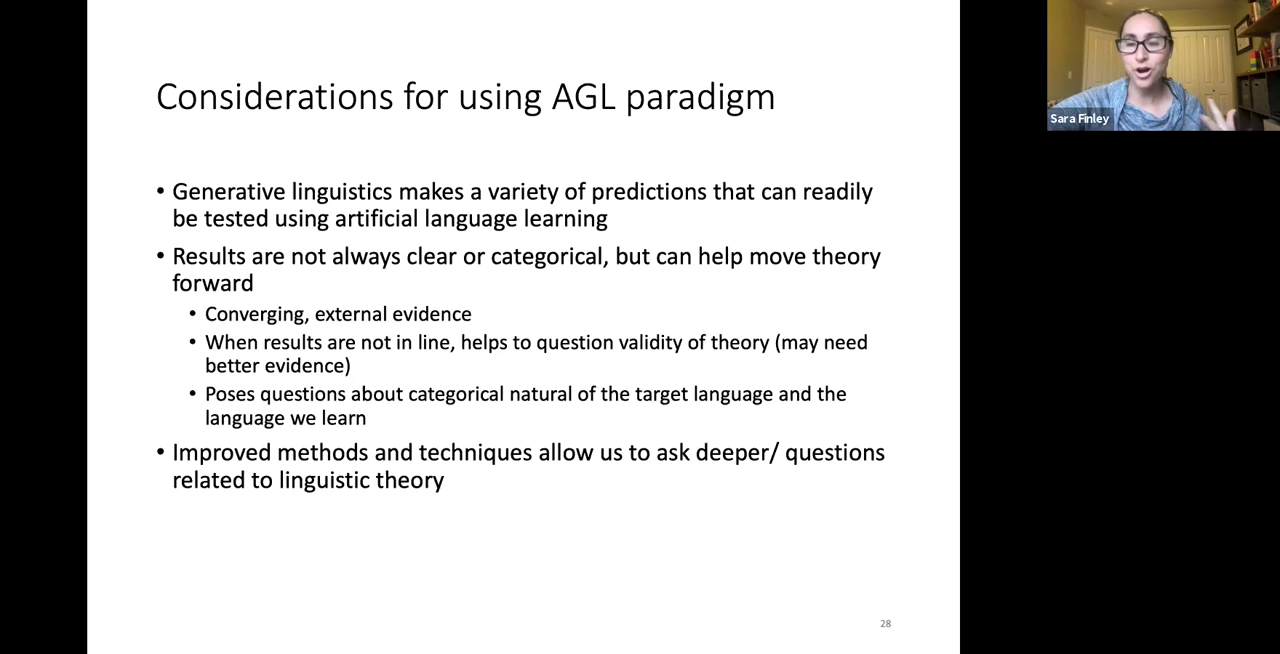 Considerations for using AGL paradigm
• Generative linguistics makes a variety of predictions that can readily
be tested using artificial language learning
• Results are not always clear or categorical, but can help move theory
forward
• Converging, external evidence
• When results are not in line, helps to question validity of theory (may need
better evidence)
• Poses questions about categorical natural of the target language and the
language we learn
• Improved methods and techniques allow us to ask deeper/ questions
related to linguistic theory
28
Sara Finley